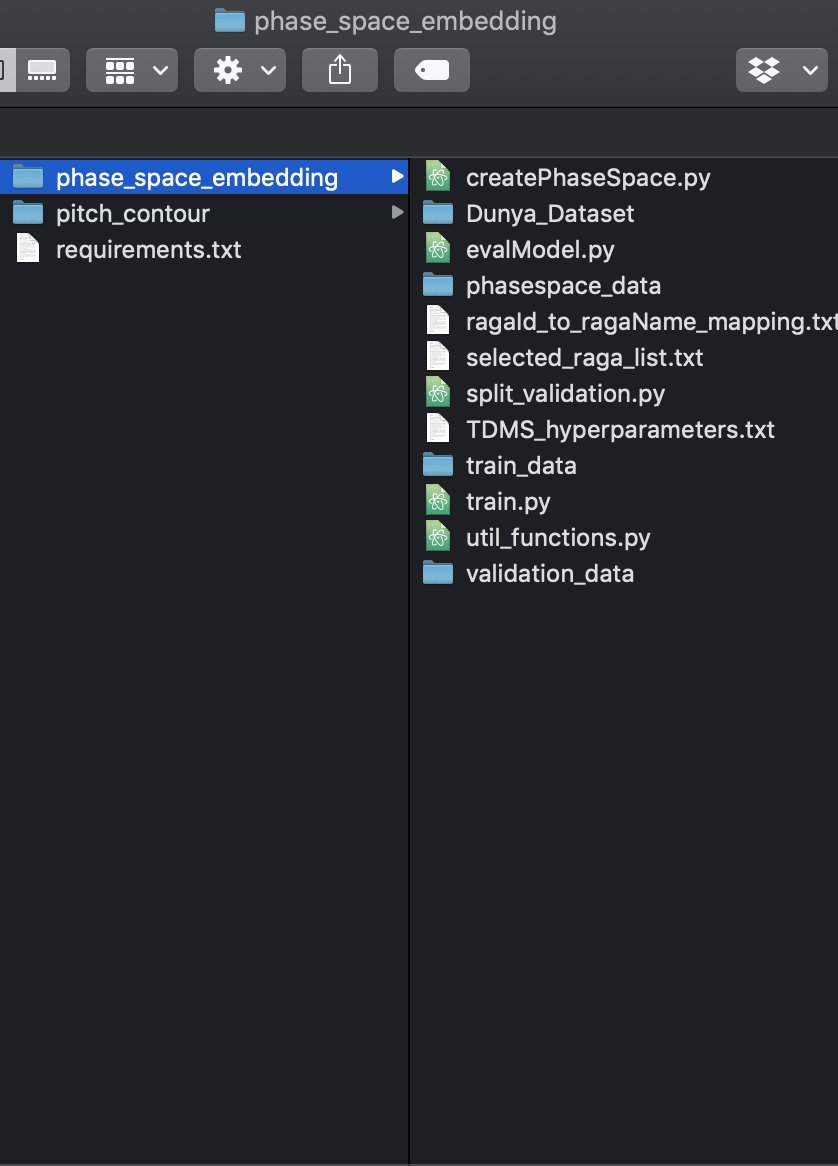 phase_space_embedding
phase_space_embedding
pitch_contour
requirements.txt
createPhaseSpace.py
Dunya_Dataset
evalModel.py
phasespace_data
ragaId_to_ragaName_mapping.txt
selected_raga_list.txt
split_validation.py
TDMS_hyperparameters.txt
train_data
train.py
util_functions.py
validation_data